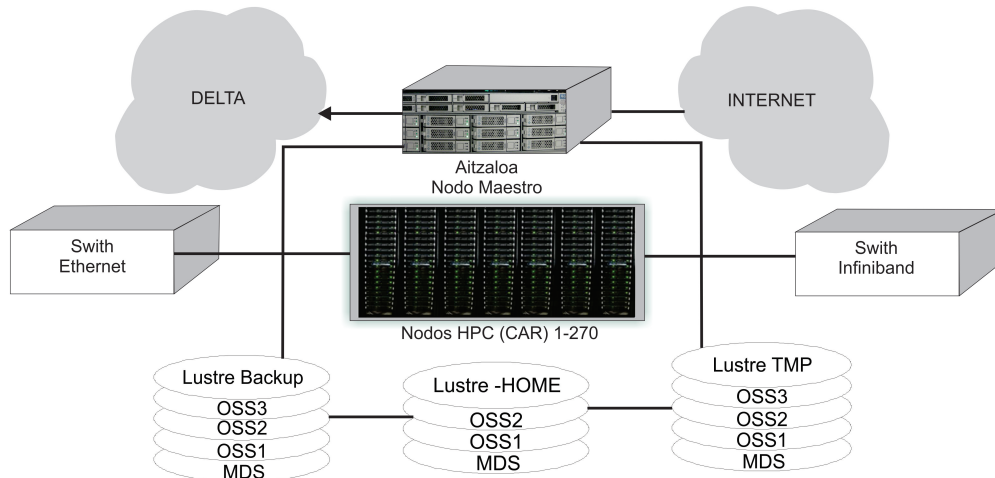 DELTA
INTERNET
Aitzaloa
Nodo Maestro
Swith
Ethernet
Swith
Infiniband
Nodos HPC (CAR) 1-270
Lustre Backup
OSS3
OSS2
OSS1
MDS
Lustre -HOME
OSS2
OSS1
MDS
Lustre TMP
OSS3
OSS2
OSS1
MDS